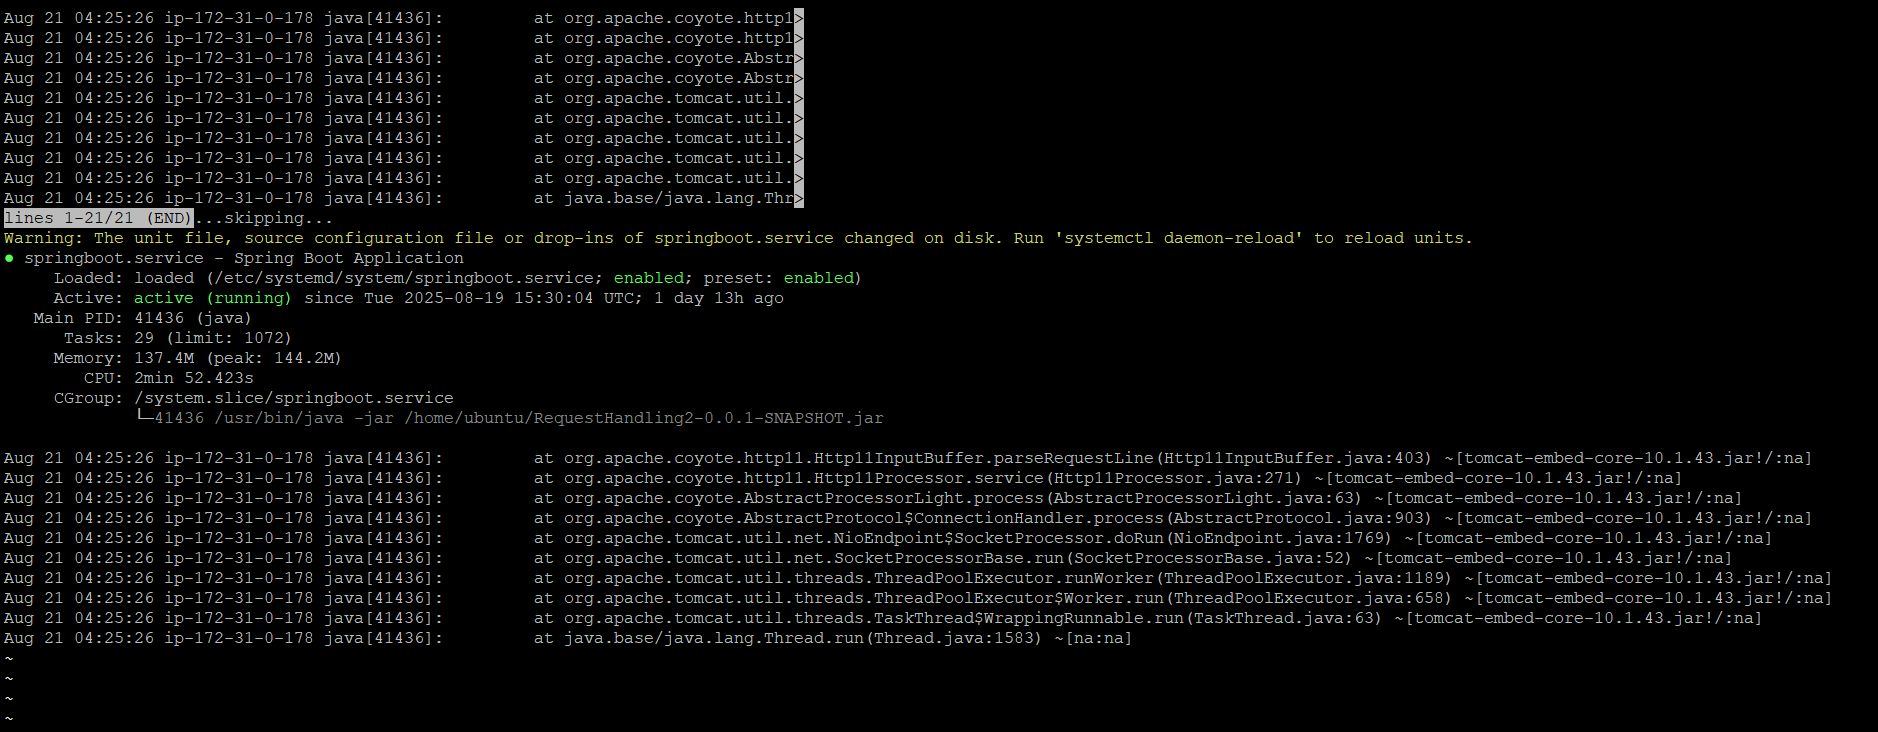 Aug 21 04:25:26 ip-172-31-0-178 java[41436]:         at org.apache.coyote.http1>
Aug 21 04:25:26 ip-172-31-0-178 java[41436]:         at org.apache.coyote.http1>
Aug 21 04:25:26 ip-172-31-0-178 java[41436]:         at org.apache.coyote.Abstr>
Aug 21 04:25:26 ip-172-31-0-178 java[41436]:         at org.apache.coyote.Abstr>
Aug 21 04:25:26 ip-172-31-0-178 java[41436]:         at org.apache.tomcat.util.>
Aug 21 04:25:26 ip-172-31-0-178 java[41436]:         at org.apache.tomcat.util.>
Aug 21 04:25:26 ip-172-31-0-178 java[41436]:         at org.apache.tomcat.util.>
Aug 21 04:25:26 ip-172-31-0-178 java[41436]:         at org.apache.tomcat.util.>
Aug 21 04:25:26 ip-172-31-0-178 java[41436]:         at org.apache.tomcat.util.>
Aug 21 04:25:26 ip-172-31-0-178 java[41436]:         at java.base/java.lang.Thr>
lines 1-21/21 (END)...skipping...
Warning: The unit file, source configuration file or drop-ins of springboot.service changed on disk. Run 'systemctl daemon-reload' to reload units.
● springboot.service - Spring Boot Application
     Loaded: loaded (/etc/systemd/system/springboot.service; enabled; preset: enabled)
     Active: active (running) since Tue 2025-08-19 15:30:04 UTC; 1 day 13h ago
   Main PID: 41436 (java)
      Tasks: 29 (limit: 1072)
     Memory: 137.4M (peak: 144.2M)
        CPU: 2min 52.423s
     CGroup: /system.slice/springboot.service
             └─41436 /usr/bin/java -jar /home/ubuntu/RequestHandling2-0.0.1-SNAPSHOT.jar
Aug 21 04:25:26 ip-172-31-0-178 java[41436]:         at org.apache.coyote.http11.Http11InputBuffer.parseRequestLine(Http11InputBuffer.java:403) ~[tomcat-embed-core-10.1.43.jar!/:na]
Aug 21 04:25:26 ip-172-31-0-178 java[41436]:         at org.apache.coyote.http11.Http11Processor.service(Http11Processor.java:271) ~[tomcat-embed-core-10.1.43.jar!/:na]
Aug 21 04:25:26 ip-172-31-0-178 java[41436]:         at org.apache.coyote.AbstractProcessorLight.process(AbstractProcessorLight.java:63) ~[tomcat-embed-core-10.1.43.jar!/:na]
Aug 21 04:25:26 ip-172-31-0-178 java[41436]:         at org.apache.coyote.AbstractProtocol$ConnectionHandler.process(AbstractProtocol.java:903) ~[tomcat-embed-core-10.1.43.jar!/:na]
Aug 21 04:25:26 ip-172-31-0-178 java[41436]:         at org.apache.tomcat.util.net.NioEndpoint$SocketProcessor.doRun(NioEndpoint.java:1769) ~[tomcat-embed-core-10.1.43.jar!/:na]
Aug 21 04:25:26 ip-172-31-0-178 java[41436]:         at org.apache.tomcat.util.net.SocketProcessorBase.run(SocketProcessorBase.java:52) ~[tomcat-embed-core-10.1.43.jar!/:na]
Aug 21 04:25:26 ip-172-31-0-178 java[41436]:         at org.apache.tomcat.util.threads.ThreadPoolExecutor.runWorker(ThreadPoolExecutor.java:1189) ~[tomcat-embed-core-10.1.43.jar!/:na]
Aug 21 04:25:26 ip-172-31-0-178 java[41436]:         at org.apache.tomcat.util.threads.ThreadPoolExecutor$Worker.run(ThreadPoolExecutor.java:658) ~[tomcat-embed-core-10.1.43.jar!/:na]
Aug 21 04:25:26 ip-172-31-0-178 java[41436]:         at org.apache.tomcat.util.threads.TaskThread$WrappingRunnable.run(TaskThread.java:63) ~[tomcat-embed-core-10.1.43.jar!/:na]
Aug 21 04:25:26 ip-172-31-0-178 java[41436]:         at java.base/java.lang.Thread.run(Thread.java:1583) ~[na:na]
~
~
~
~